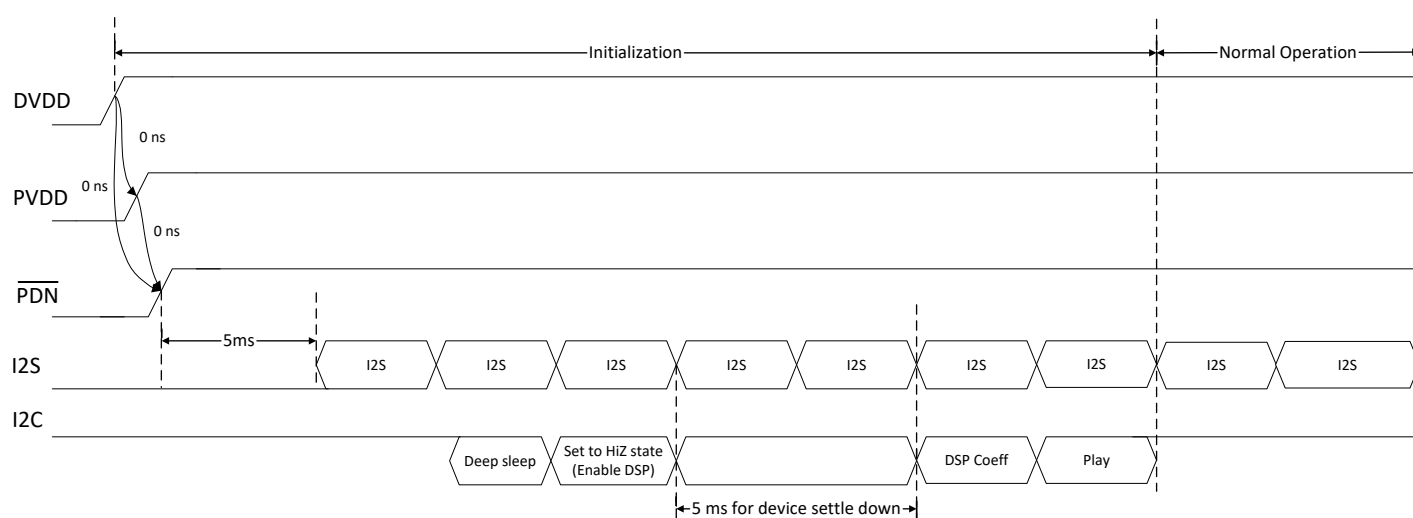 Initialization
Normal Operation
DVDD
0 ns
PVDD
0 ns
0 ns
PDN
5ms
I2S
I2S I2S I2S I2S I2S I2S I2S I2S I2S
I2C
Deep sleep
Set to HiZ state
(Enable DSP)
DSP Coeff
Play
5 ms for device settle down